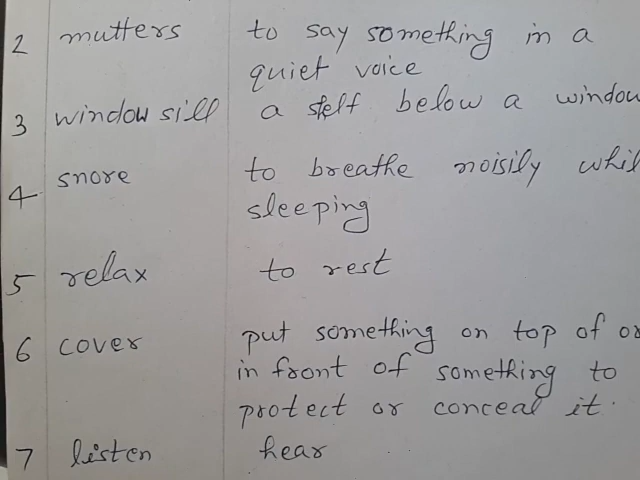 2 mutters to say something in a
quiet voice
3 window sill a shelf below a window
4 snore to breathe noisily whil
sleeping
5 relax to rest
6 cover put something on top of or
in front of something to
protect or conceal it.
7 listen hear